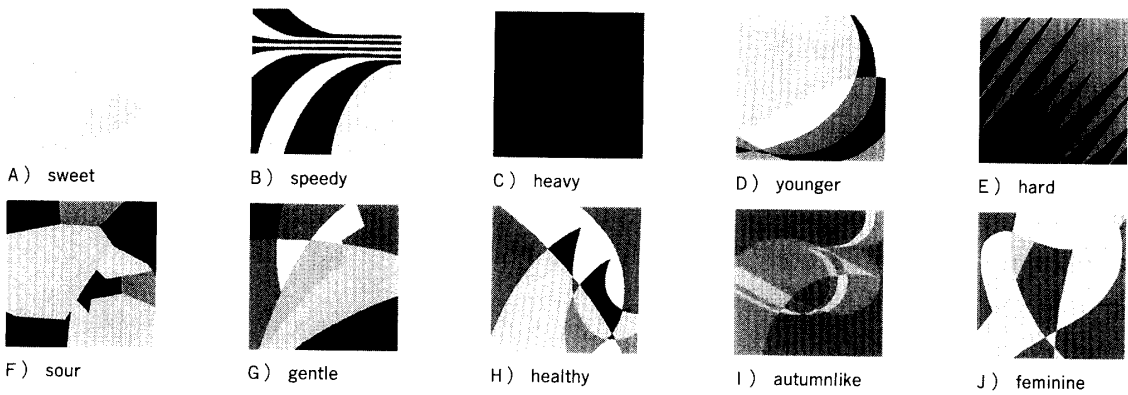 A) sweet
B) speedy
C) heavy
D) younger
E) hard
F) sour
G) gentle
H) healthy
I) autumnlike
J) feminine